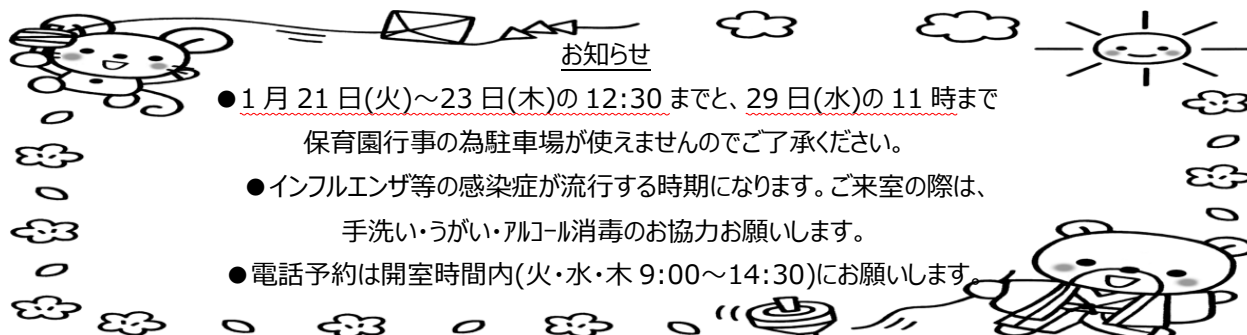 お知らせ
●1月21日(火)～23日(木)の12:30までと、29日(水)の11時まで
保育園行事の為駐車場が使えませんのでご了承ください。
●インフルエンザ等の感染症が流行する時期になります。ご来室の際は、
手洗い・うがい・ｱﾙｺｰﾙ消毒のお協力お願いします。
●電話予約は開室時間内(火・水・木9:00～14:30)にお願いします。